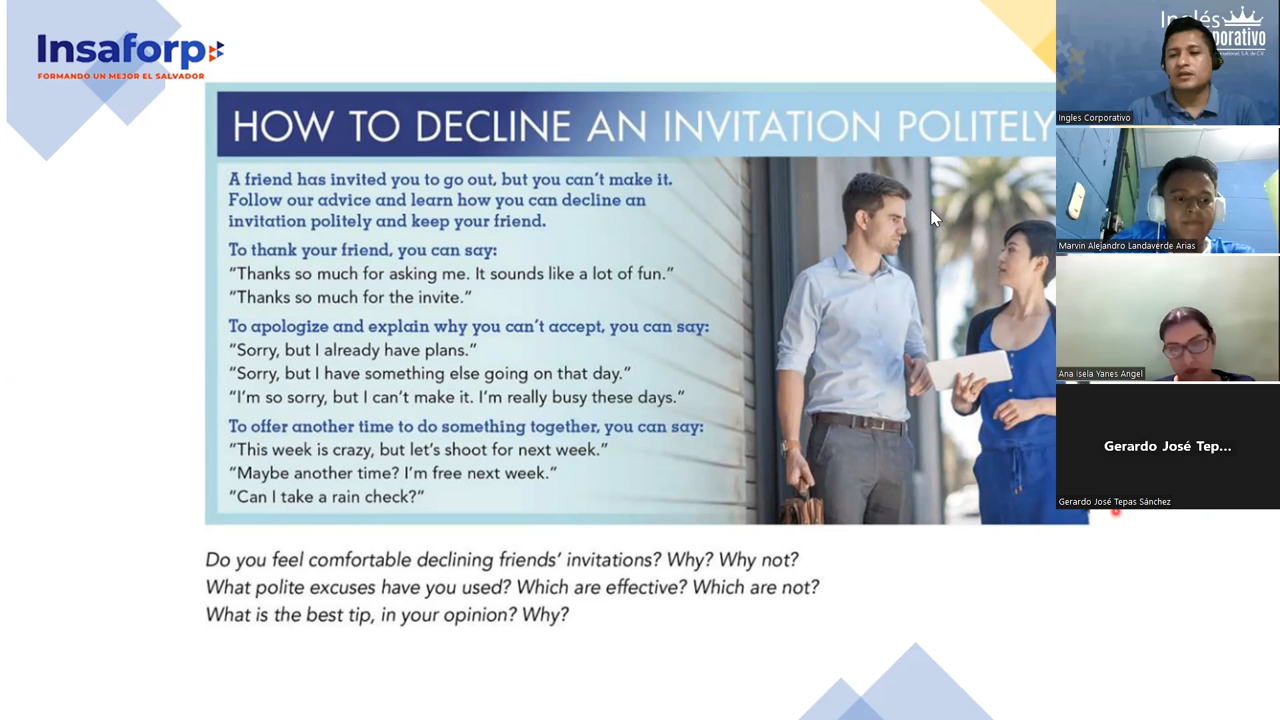 Insaforp
FORMANDO UN MEJOR EL SALVADOR
HOW TO DECLINE AN INVITATION POLITELY
A friend has invited you to go out, but you can't make it.
Follow our advice and learn how you can decline an
invitation politely and keep your friend.
To thank your friend, you can say:
"Thanks so much for asking me. It sounds like a lot of fun."
"Thanks so much for the invite."
To apologize and explain why you can't accept, you can say:
"Sorry, but I already have plans."
"Sorry, but I have something else going on that day."
"I'm so sorry, but I can't make it. I'm really busy these days."
To offer another time to do something together, you can say:
"This week is crazy, but let's shoot for next week."
"Maybe another time? I'm free next week."
"Can I take a rain check?"
Do you feel comfortable declining friends' invitations? Why? Why not?
What polite excuses have you used? Which are effective? Which are not?
What is the best tip, in your opinion? Why?
Inglés
Ingles Corporativo
Marvin Alejandro Landaverde Arias
Ana Isela Yanes Angel
Gerardo José Tep...
Gerardo José Tepas Sánchez